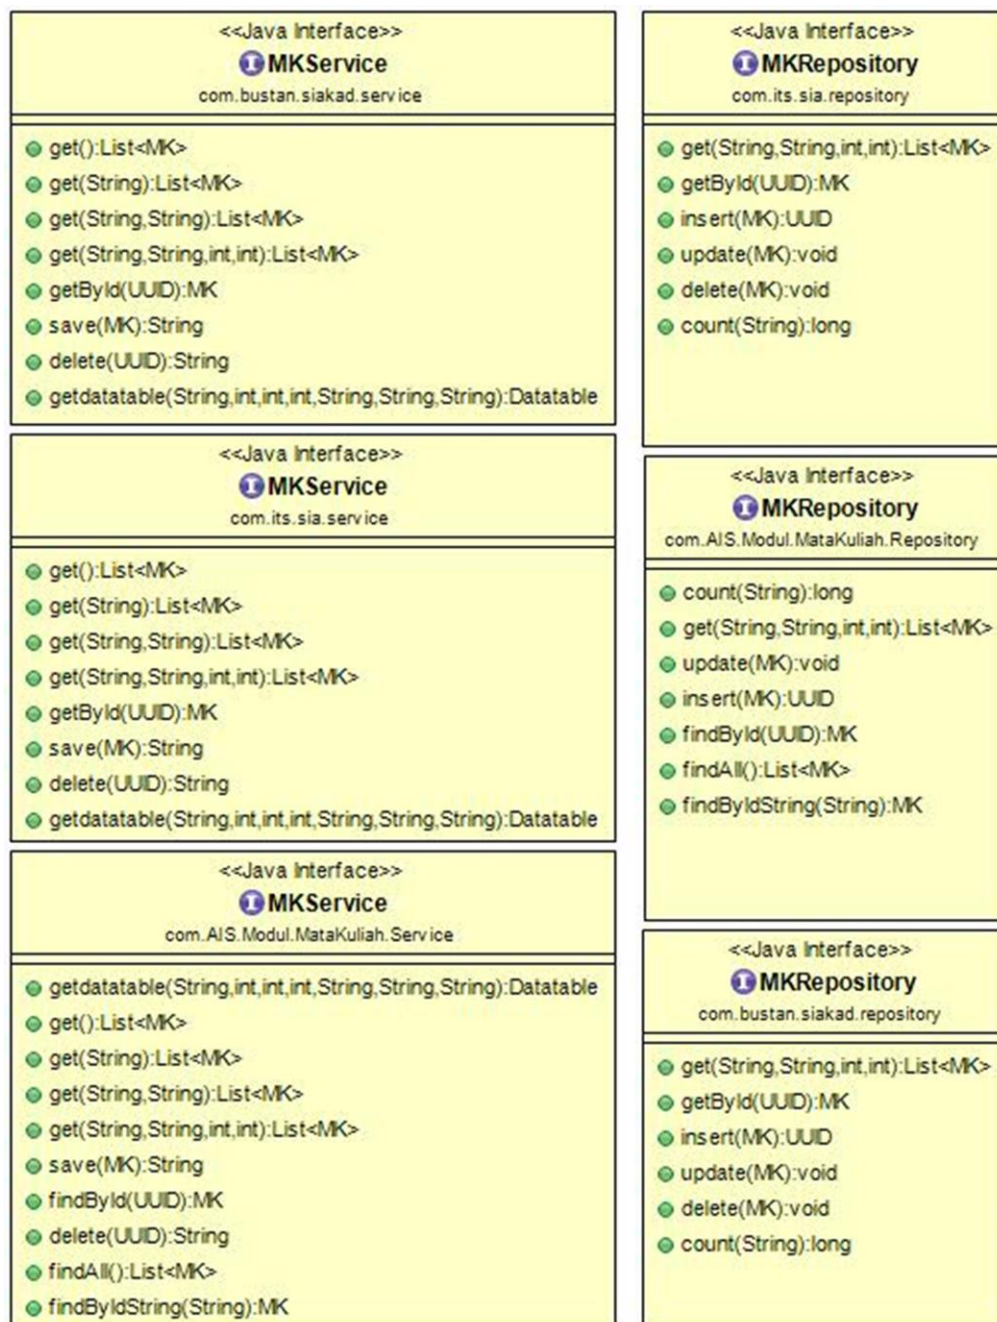 <<Java Interface>>
MKService
com.bustan.siakad.service
get():List<MK>
get(String):List<MK>
get(String,String):List<MK>
get(String,String,int,int):List<MK>
getById(UUID):MK
save(MK):String
delete(UUID):String
getdatatable(String,int,int,int,String,String,String):Datatable
<<Java Interface>>
MKService
com.its.sia.service
get():List<MK>
get(String):List<MK>
get(String,String):List<MK>
get(String,String,int,int):List<MK>
getById(UUID):MK
save(MK):String
delete(UUID):String
getdatatable(String,int,int,int,String,String,String):Datatable
<<Java Interface>>
MKService
com.AIS.Modul.MataKuliah.Service
getdatatable(String,int,int,int,String,String,String):Datatable
get():List<MK>
get(String):List<MK>
get(String,String):List<MK>
get(String,String,int,int):List<MK>
save(MK):String
findById(UUID):MK
delete(UUID):String
findAll():List<MK>
findByIdString(String):MK
<<Java Interface>>
MKRepository
com.its.sia.repository
get(String,String,int,int):List<MK>
getById(UUID):MK
insert(MK):UUID
update(MK):void
delete(MK):void
count(String):long
<<Java Interface>>
MKRepository
com.AIS.Modul.MataKuliah.Repository
count(String):long
get(String,String,int,int):List<MK>
update(MK):void
insert(MK):UUID
findById(UUID):MK
findAll():List<MK>
findByIdString(String):MK
<<Java Interface>>
MKRepository
com.bustan.siakad.repository
get(String,String,int,int):List<MK>
getById(UUID):MK
insert(MK):UUID
update(MK):void
delete(MK):void
count(String):long